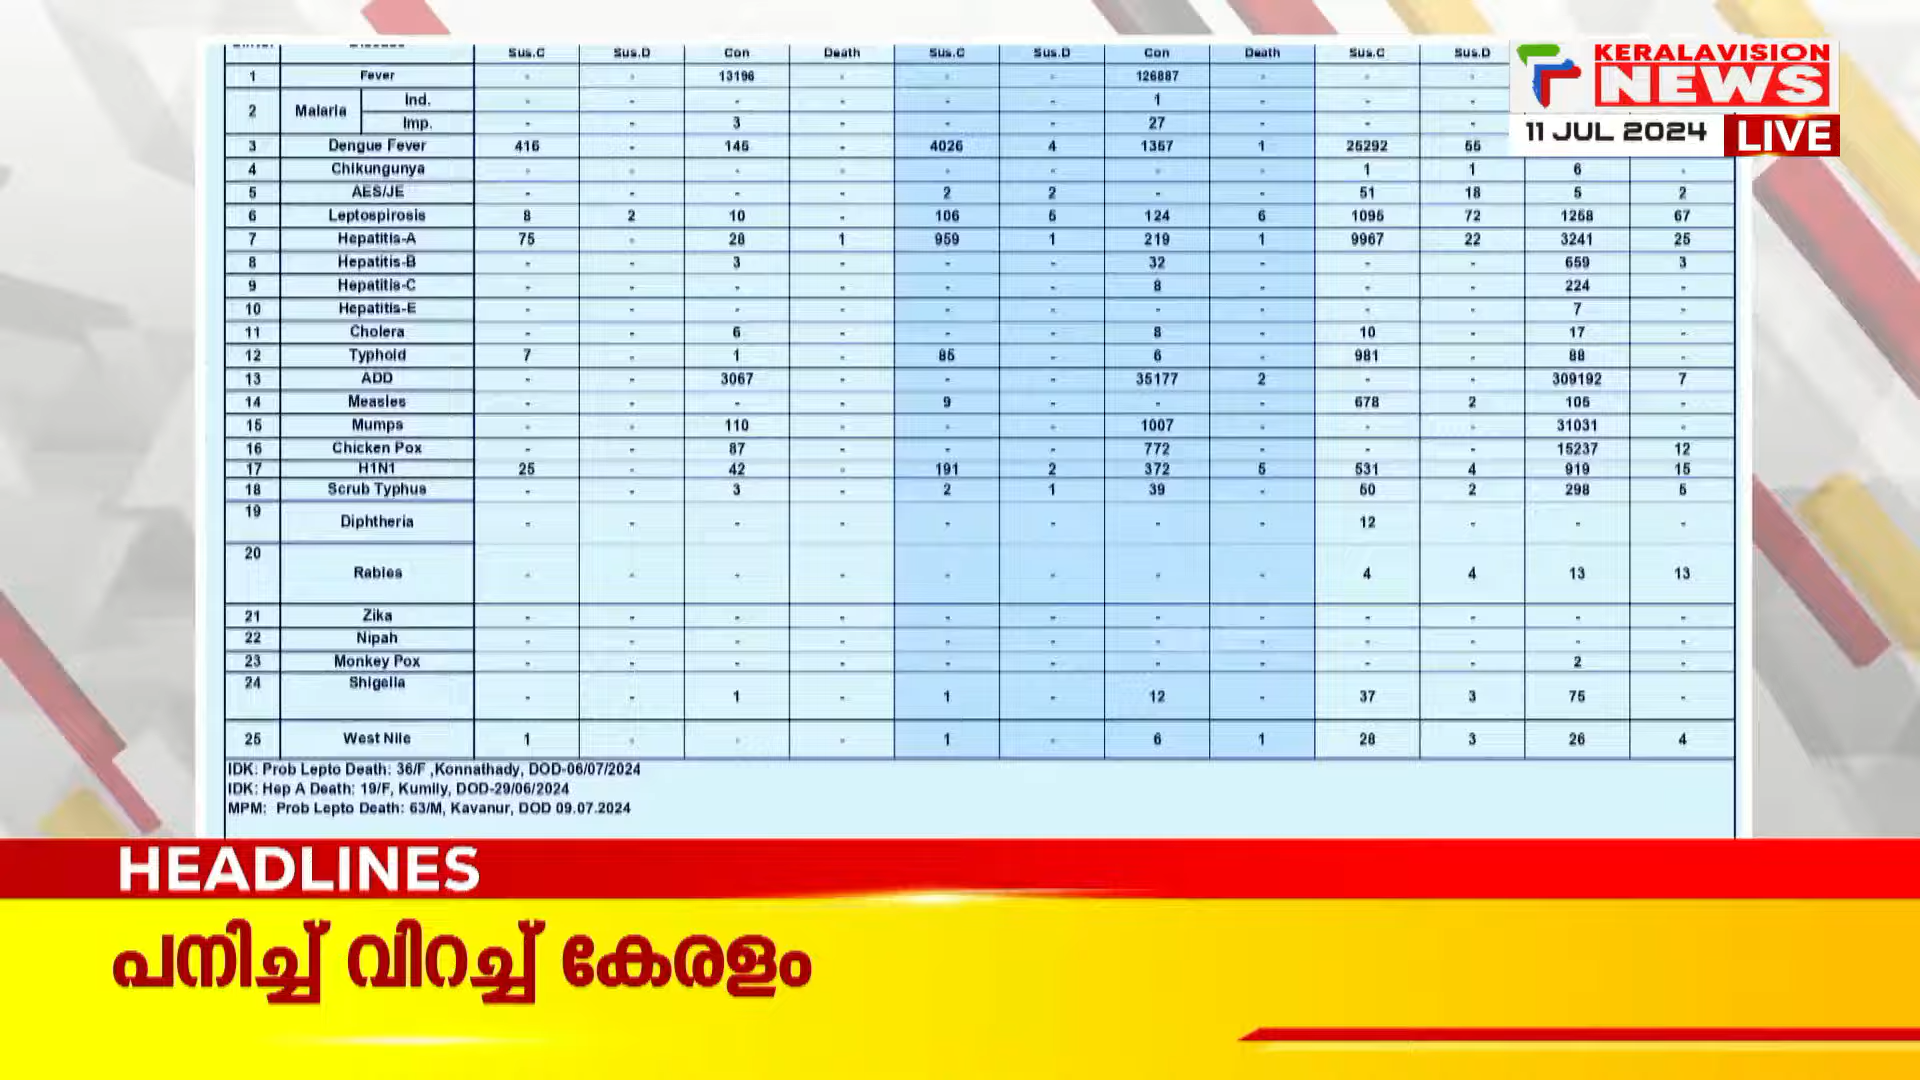 Sus.C Sus.D Con Death Sus.C Sus.D Con Death Sus.C Sus.D
KERALAVISION
NEWS
11 JUL 2024 LIVE
1 Fever - - 13196 - - - 126887 - - -
2 Malaria Ind. - - - - - - 1 - - -
Imp. - - 3 - - - 27 - - -
3 Dengue Fever 416 - 145 - 4026 4 1367 1 25292 55
4 Chikungunya - - - - - - - - 1 1 6 -
5 AES/JE - - - - 2 2 - - 51 18 5 2
6 Leptospirosis 8 2 10 - 106 5 124 6 1095 72 1258 67
7 Hepatitis-A 75 - 28 1 959 1 219 1 9967 22 3241 25
8 Hepatitis-B - - 3 - - - 32 - - - 659 3
9 Hepatitis-C - - - - - - 8 - - - 224 -
10 Hepatitis-E - - - - - - - - - - 7 -
11 Cholera - - 6 - - - 8 - 10 - 17 -
12 Typhoid 7 - 1 - 85 - 6 - 981 - 88 -
13 ADD - - 3067 - - - 35177 2 - - 309192 7
14 Measles - - - - 9 - - - 678 2 105 -
15 Mumps - - 110 - - - 1007 - - - 31031 -
16 Chicken Pox - - 87 - - - 772 - - - 15237 12
17 H1N1 25 - 42 - 191 2 372 5 531 4 919 15
18 Scrub Typhus - - 3 - 2 1 39 - 50 2 298 5
19 Diphtheria - - - - - - - - 12 - - -
20 Rabies - - - - - - - - 4 4 13 13
21 Zika - - - - - - - - - - - -
22 Nipah - - - - - - - - - - - -
23 Monkey Pox - - - - - - - - - - 2 -
24 Shigella - - 1 - 1 - 12 - 37 3 75 -
25 West Nile 1 - - - 1 - 6 1 28 3 26 4
IDK: Prob Lepto Death: 36/F ,Konnathady, DOD-06/07/2024
IDK: Hep A Death: 19/F, Kumily, DOD-29/06/2024
MPM: Prob Lepto Death: 63/M, Kavanur, DOD 09.07.2024
HEADLINES
പനിച്ച് വിറച്ച് കേരളം